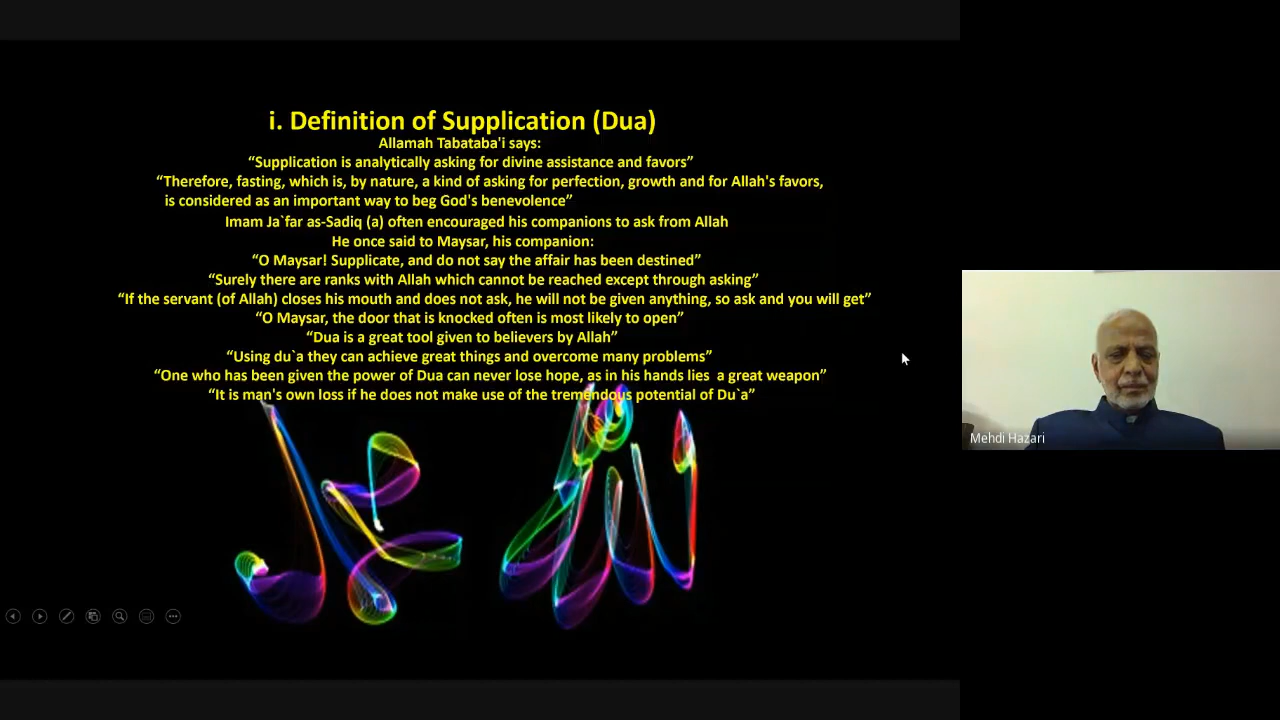 i. Definition of Supplication (Dua)
Allamah Tabataba'i says:
“Supplication is analytically asking for divine assistance and favors”
“Therefore, fasting, which is, by nature, a kind of asking for perfection, growth and for Allah's favors,
is considered as an important way to beg God's benevolence”
Imam Ja`far as-Sadiq (a) often encouraged his companions to ask from Allah
He once said to Maysar, his companion:
“O Maysar! Supplicate, and do not say the affair has been destined”
“Surely there are ranks with Allah which cannot be reached except through asking”
“If the servant (of Allah) closes his mouth and does not ask, he will not be given anything, so ask and you will get”
“O Maysar, the door that is knocked often is most likely to open”
“Dua is a great tool given to believers by Allah”
“Using du`a they can achieve great things and overcome many problems”
“One who has been given the power of Dua can never lose hope, as in his hands lies  a great weapon”
“It is man's own loss if he does not make use of the tremendous potential of Du`a”
الله
Mehdi Hazari